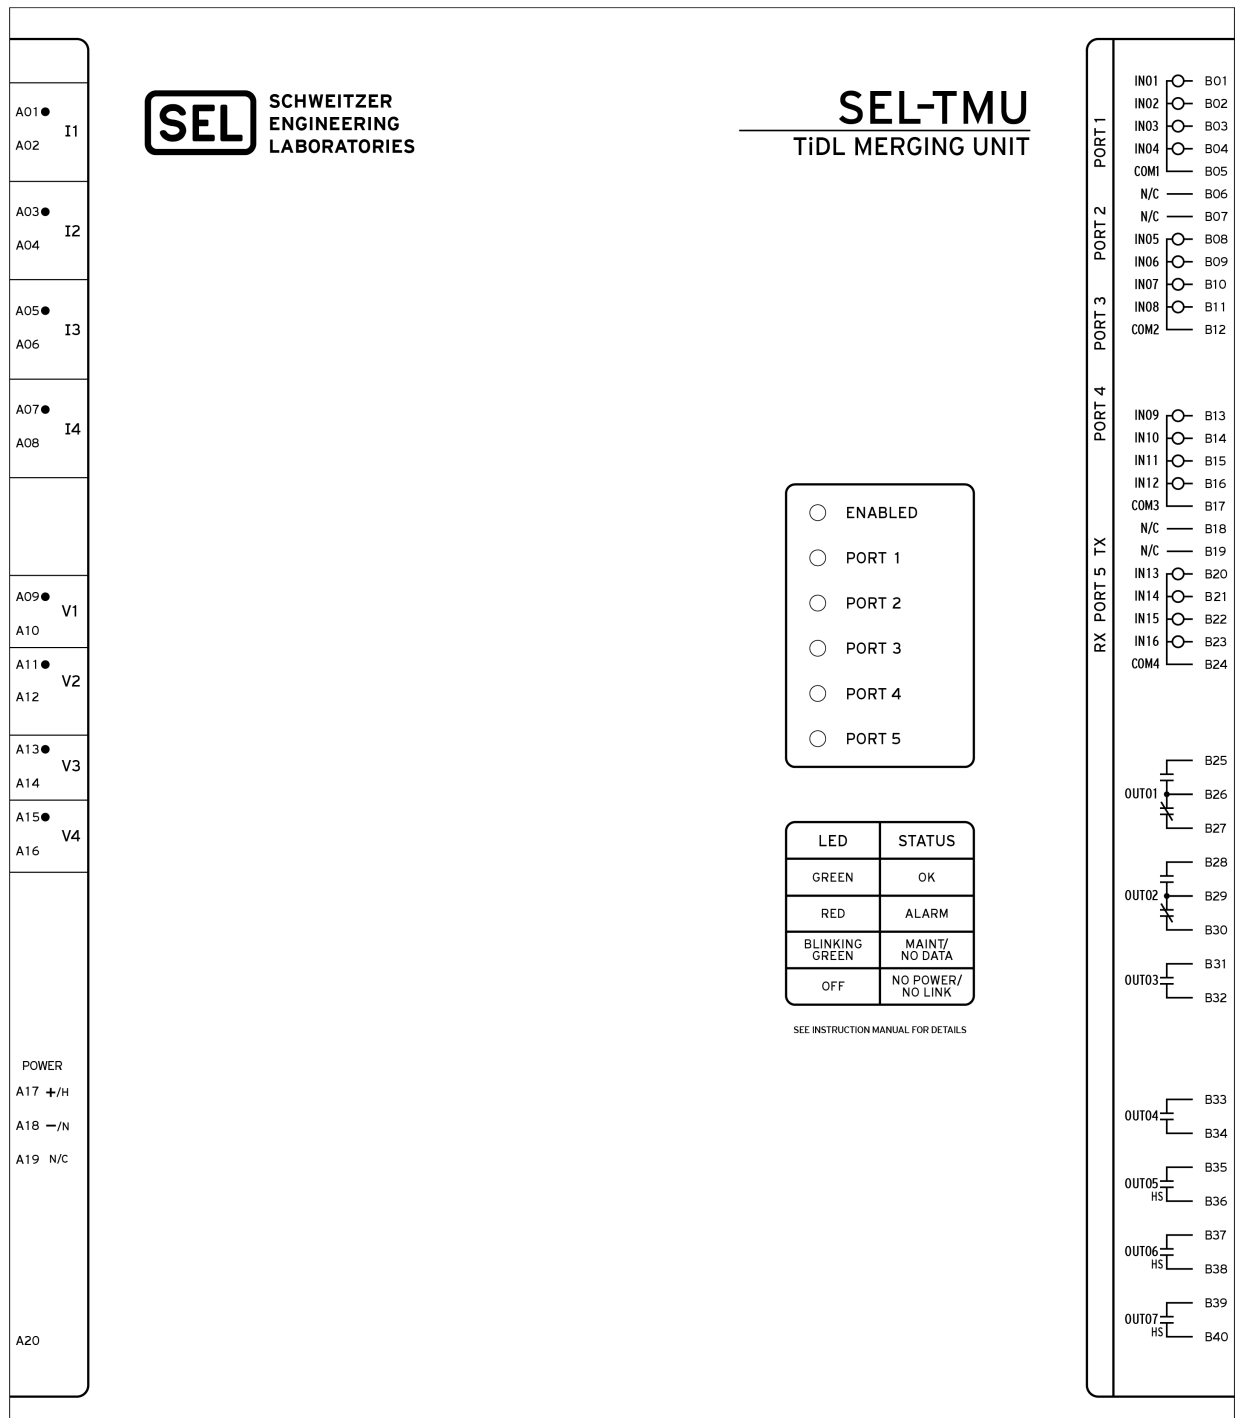 A01
I1
A02
A03
I2
A04
A05
I3
A06
A07
I4
A08
A09
V1
A10
A11
V2
A12
A13
V3
A14
A15
V4
A16
POWER
A17 +/H
A18 −/N
A19 N/C
A20
SEL
SCHWEITZER
ENGINEERING
LABORATORIES
SEL-TMU
TiDL MERGING UNIT
ENABLED
PORT 1
PORT 2
PORT 3
PORT 4
PORT 5
LED STATUS
GREEN OK
RED ALARM
BLINKING GREEN MAINT/ NO DATA
OFF NO POWER/ NO LINK
SEE INSTRUCTION MANUAL FOR DETAILS
PORT 1
PORT 2
PORT 3
PORT 4
RX PORT 5 TX
IN01 B01
IN02 B02
IN03 B03
IN04 B04
COM1 B05
N/C B06
N/C B07
IN05 B08
IN06 B09
IN07 B10
IN08 B11
COM2 B12
IN09 B13
IN10 B14
IN11 B15
IN12 B16
COM3 B17
N/C B18
N/C B19
IN13 B20
IN14 B21
IN15 B22
IN16 B23
COM4 B24
B25
OUT01 B26
B27
B28
OUT02 B29
B30
B31
OUT03
B32
B33
OUT04
B34
B35
OUT05
HS B36
B37
OUT06
HS B38
B39
OUT07
HS B40